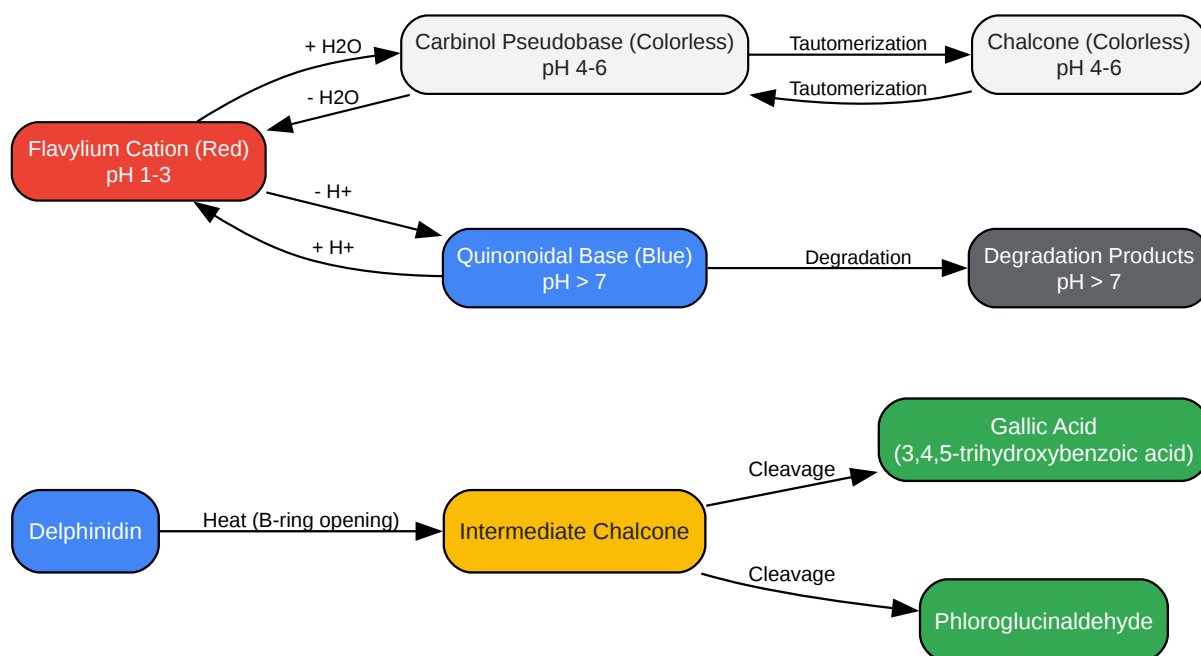 + H2O
Carbinol Pseudobase (Colorless)
pH 4-6
Tautomerization
Chalcone (Colorless)
pH 4-6
- H2O
Tautomerization
Flavylium Cation (Red)
pH 1-3
- H+
+ H+
Quinonoidal Base (Blue)
pH > 7
Degradation
Degradation Products
pH > 7
Delphinidin
Heat (B-ring opening)
Intermediate Chalcone
Cleavage
Gallic Acid
(3,4,5-trihydroxybenzoic acid)
Cleavage
Phloroglucinaldehyde